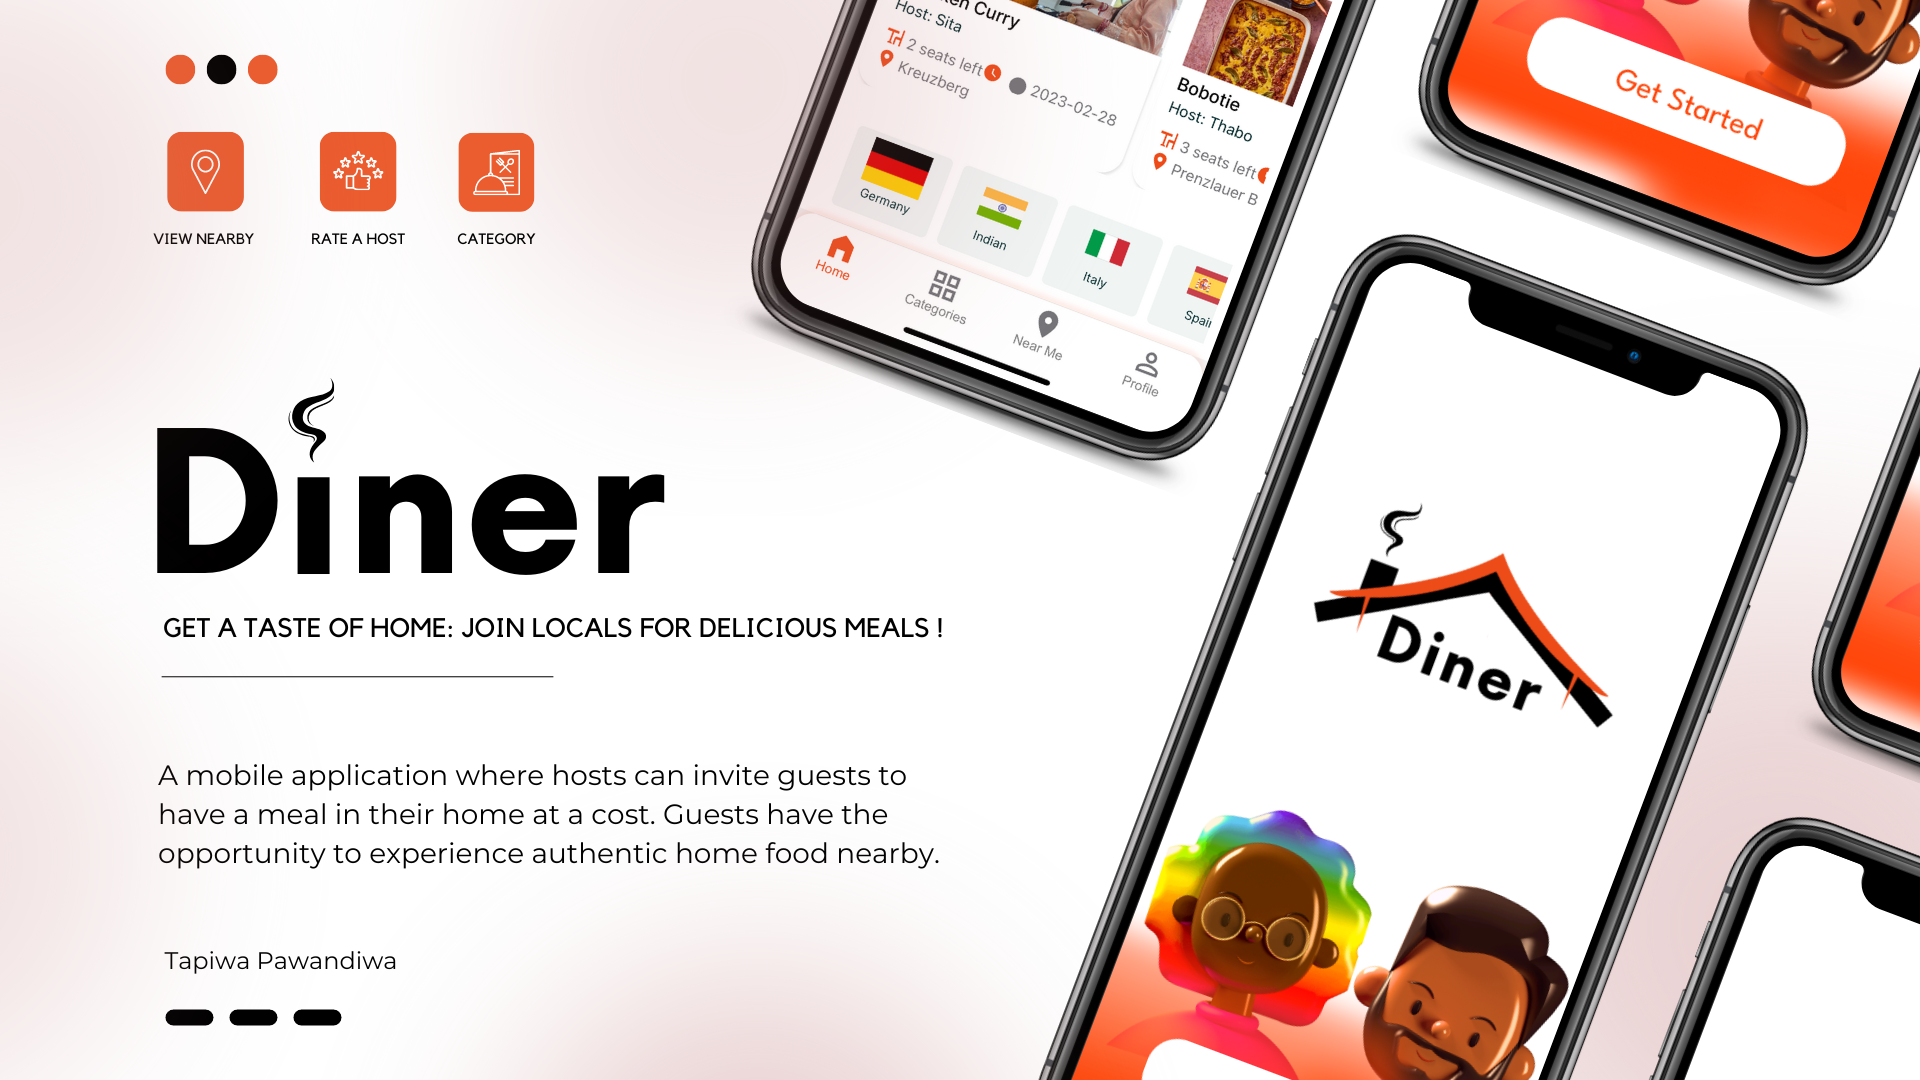 VIEW NEARBY
RATE A HOST
CATEGORY
Diner
GET A TASTE OF HOME: JOIN LOCALS FOR DELICIOUS MEALS !
A mobile application where hosts can invite guests to
have a meal in their home at a cost. Guests have the
opportunity to experience authentic home food nearby.
Tapiwa Pawandiwa
Curry
Host: Sita
2 seats left
2023-02-28
Kreuzberg
Bobotie
Host: Thabo
3 seats left
Prenzlauer B
Germany
Indian
Italy
Spain
Home
Categories
Near Me
Profile
Get Started
Diner